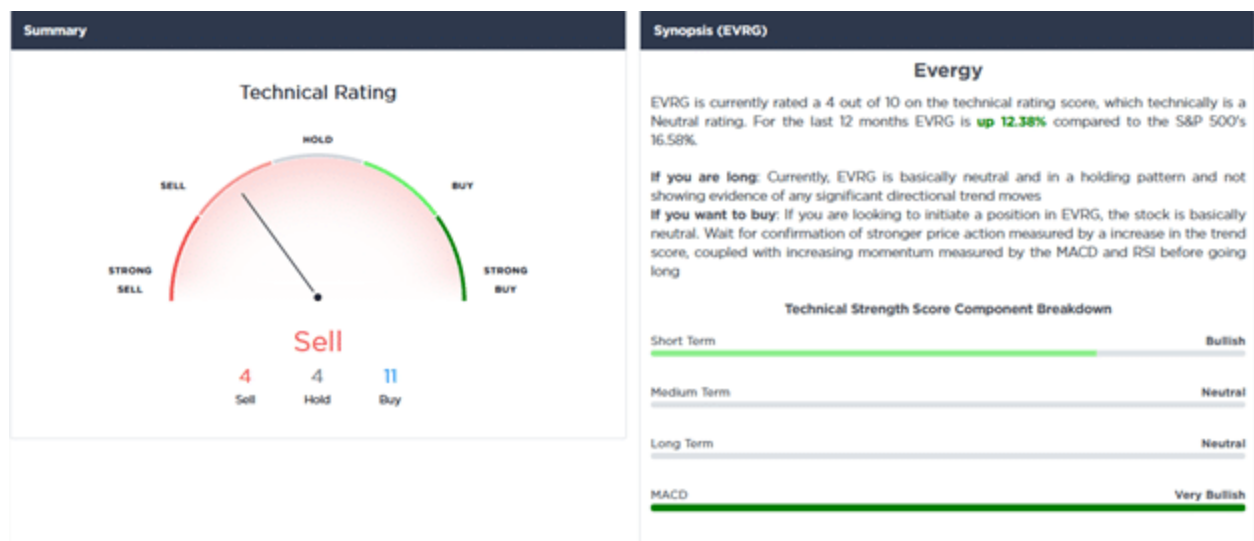 Summary
Technical Rating
HOLD
SELL
BUY
STRONG
SELL
STRONG
BUY
Sell
4
4
11
Sell
Hold
Buy
Synopsis (EVRG)
Evergy
EVRG is currently rated a 4 out of 10 on the technical rating score, which technically is a
Neutral rating. For the last 12 months EVRG is up 12.38% compared to the S&P 500's
16.58%.
If you are long: Currently, EVRG is basically neutral and in a holding pattern and not
showing evidence of any significant directional trend moves
If you want to buy: If you are looking to initiate a position in EVRG, the stock is basically
neutral. Wait for confirmation of stronger price action measured by a increase in the trend
score, coupled with increasing momentum measured by the MACD and RSI before going
long
Technical Strength Score Component Breakdown
Short Term Bullish
Medium Term Neutral
Long Term Neutral
MACD Very Bullish